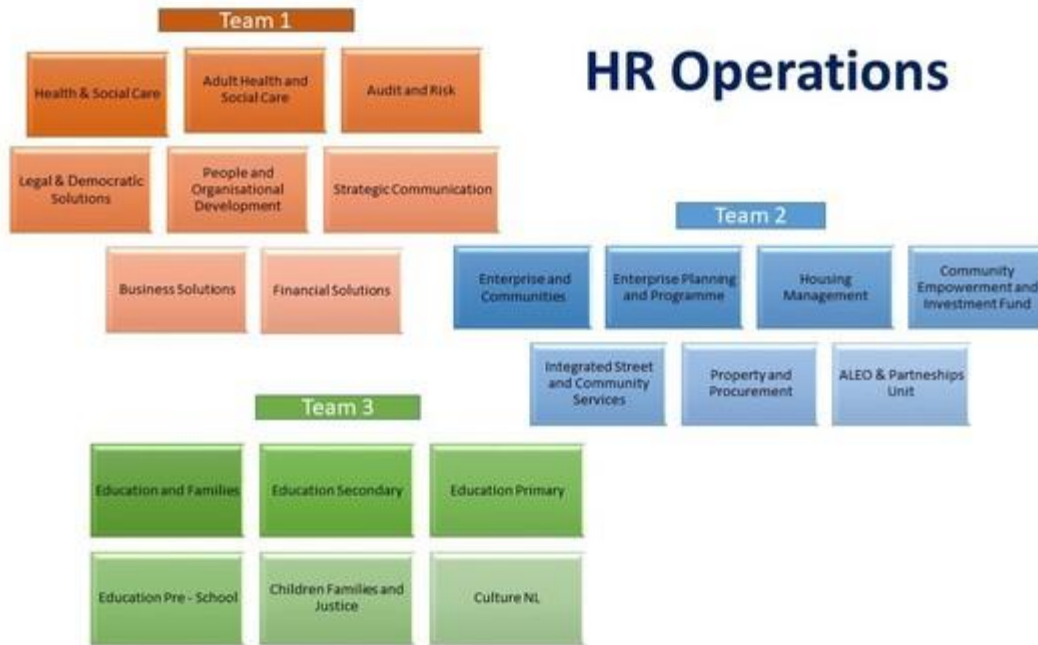 Team 1
HR Operations
Health & Social Care
Adult Health and
Social Care
Audit and Risk
Legal & Democratic
Solutions
People and
Organisational
Development
Strategic Communication
Business Solutions
Financial Solutions
Team 2
Enterprise and
Communities
Enterprise Planning
and Programme
Housing
Management
Community
Empowerment and
Investment Fund
Integrated Street
and Community
Services
Property and
Procurement
ALEO & Partneships
Unit
Team 3
Education and Families
Education Secondary
Education Primary
Education Pre - School
Children Families and
Justice
Culture NL